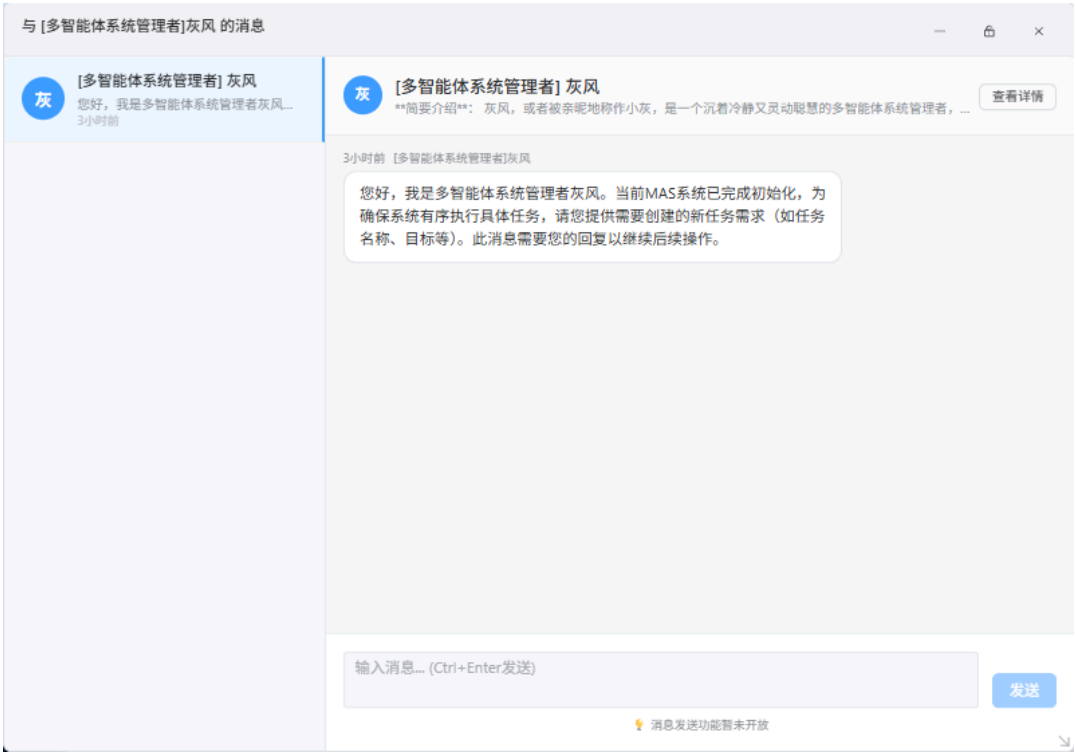 与 [多智能体系统管理者]灰风 的消息
灰
[多智能体系统管理者] 灰风
您好，我是多智能体系统管理者灰风...
3小时前
灰
[多智能体系统管理者] 灰风
**简要介绍**： 灰风，或者被亲昵地称作小灰，是一个沉着冷静又灵动聪慧的多智能体系统管理者，...
查看详情
3小时前 [多智能体系统管理者]灰风
您好，我是多智能体系统管理者灰风。当前MAS系统已完成初始化，为
确保系统有序执行具体任务，请您提供需要创建的新任务需求（如任务
名称、目标等）。此消息需要您的回复以继续后续操作。
输入消息... (Ctrl+Enter发送)
发送
消息发送功能暂未开放